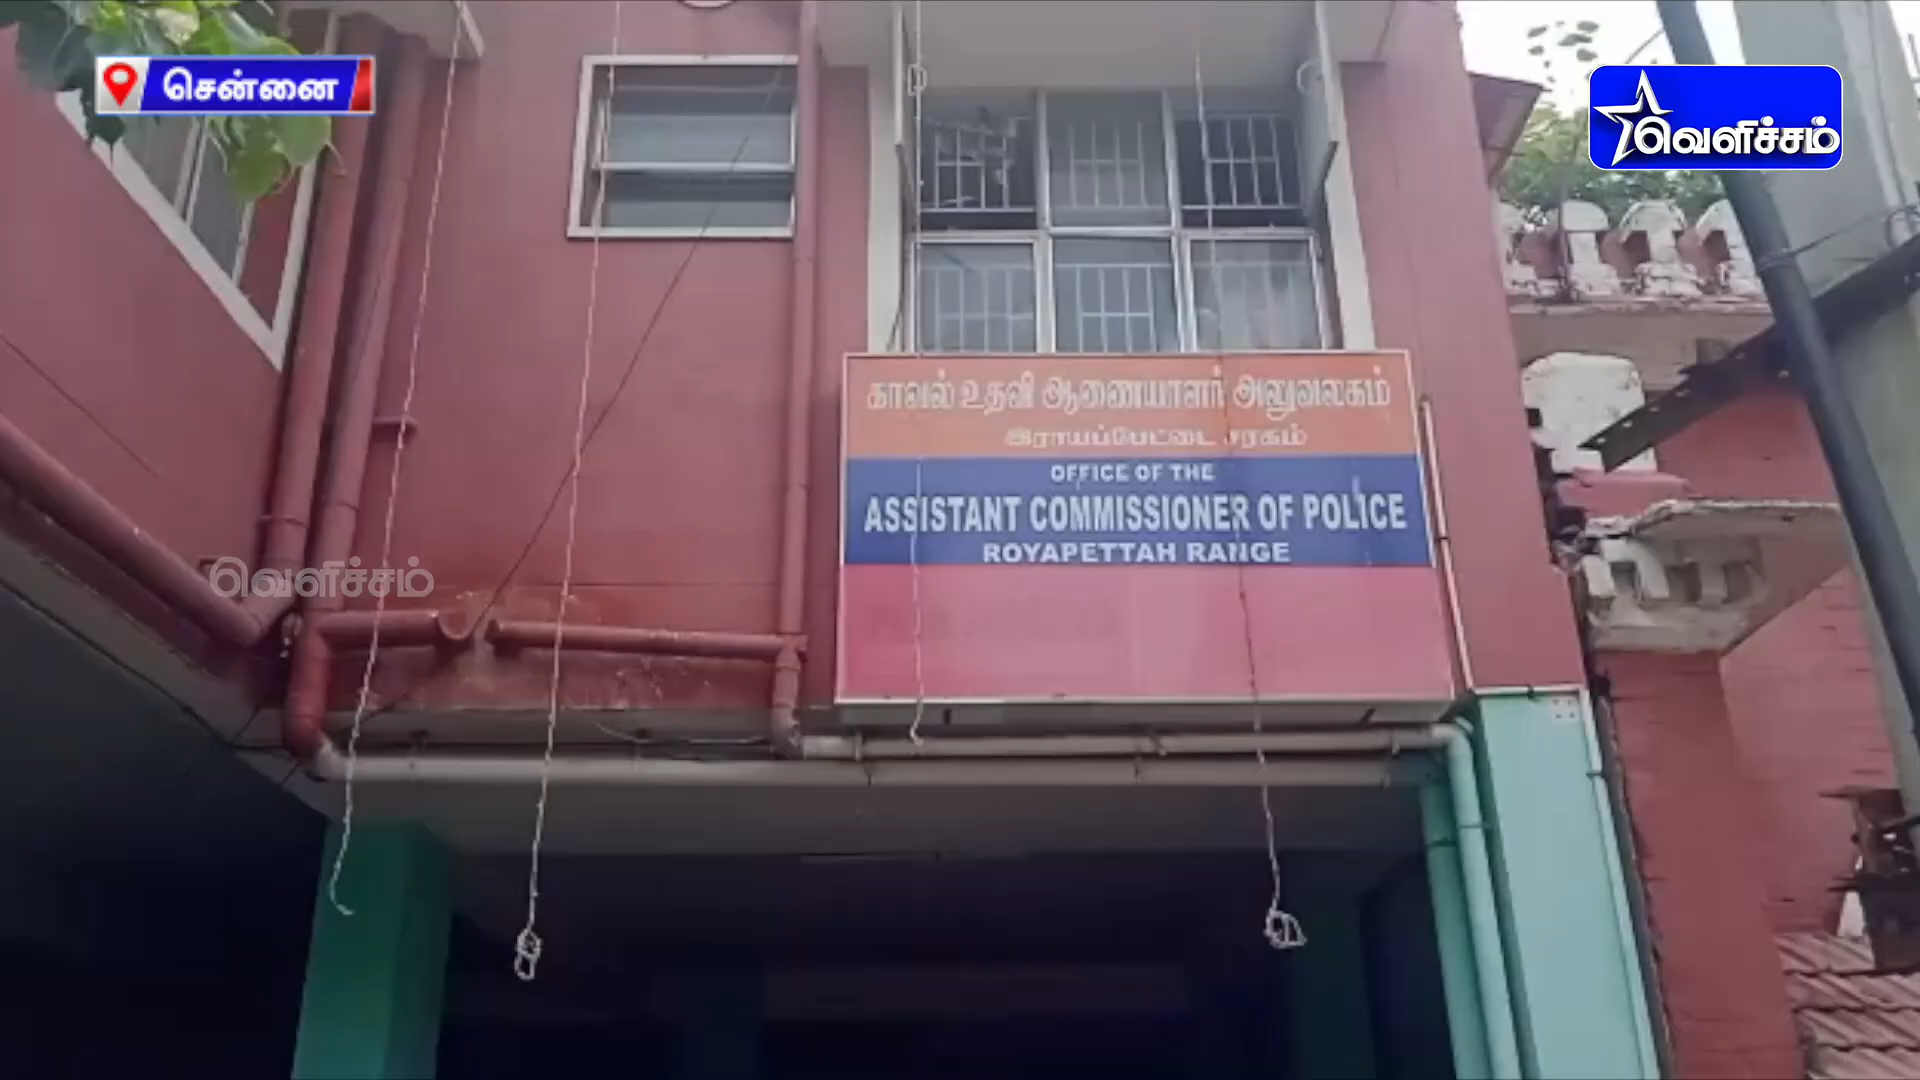 சென்னை
வெளிச்சம்
காவல் உதவி ஆணையாளர் அலுவலகம்
இராயப்பேட்டை சரகம்
OFFICE OF THE
ASSISTANT COMMISSIONER OF POLICE
ROYAPETTAH RANGE
வெளிச்சம்